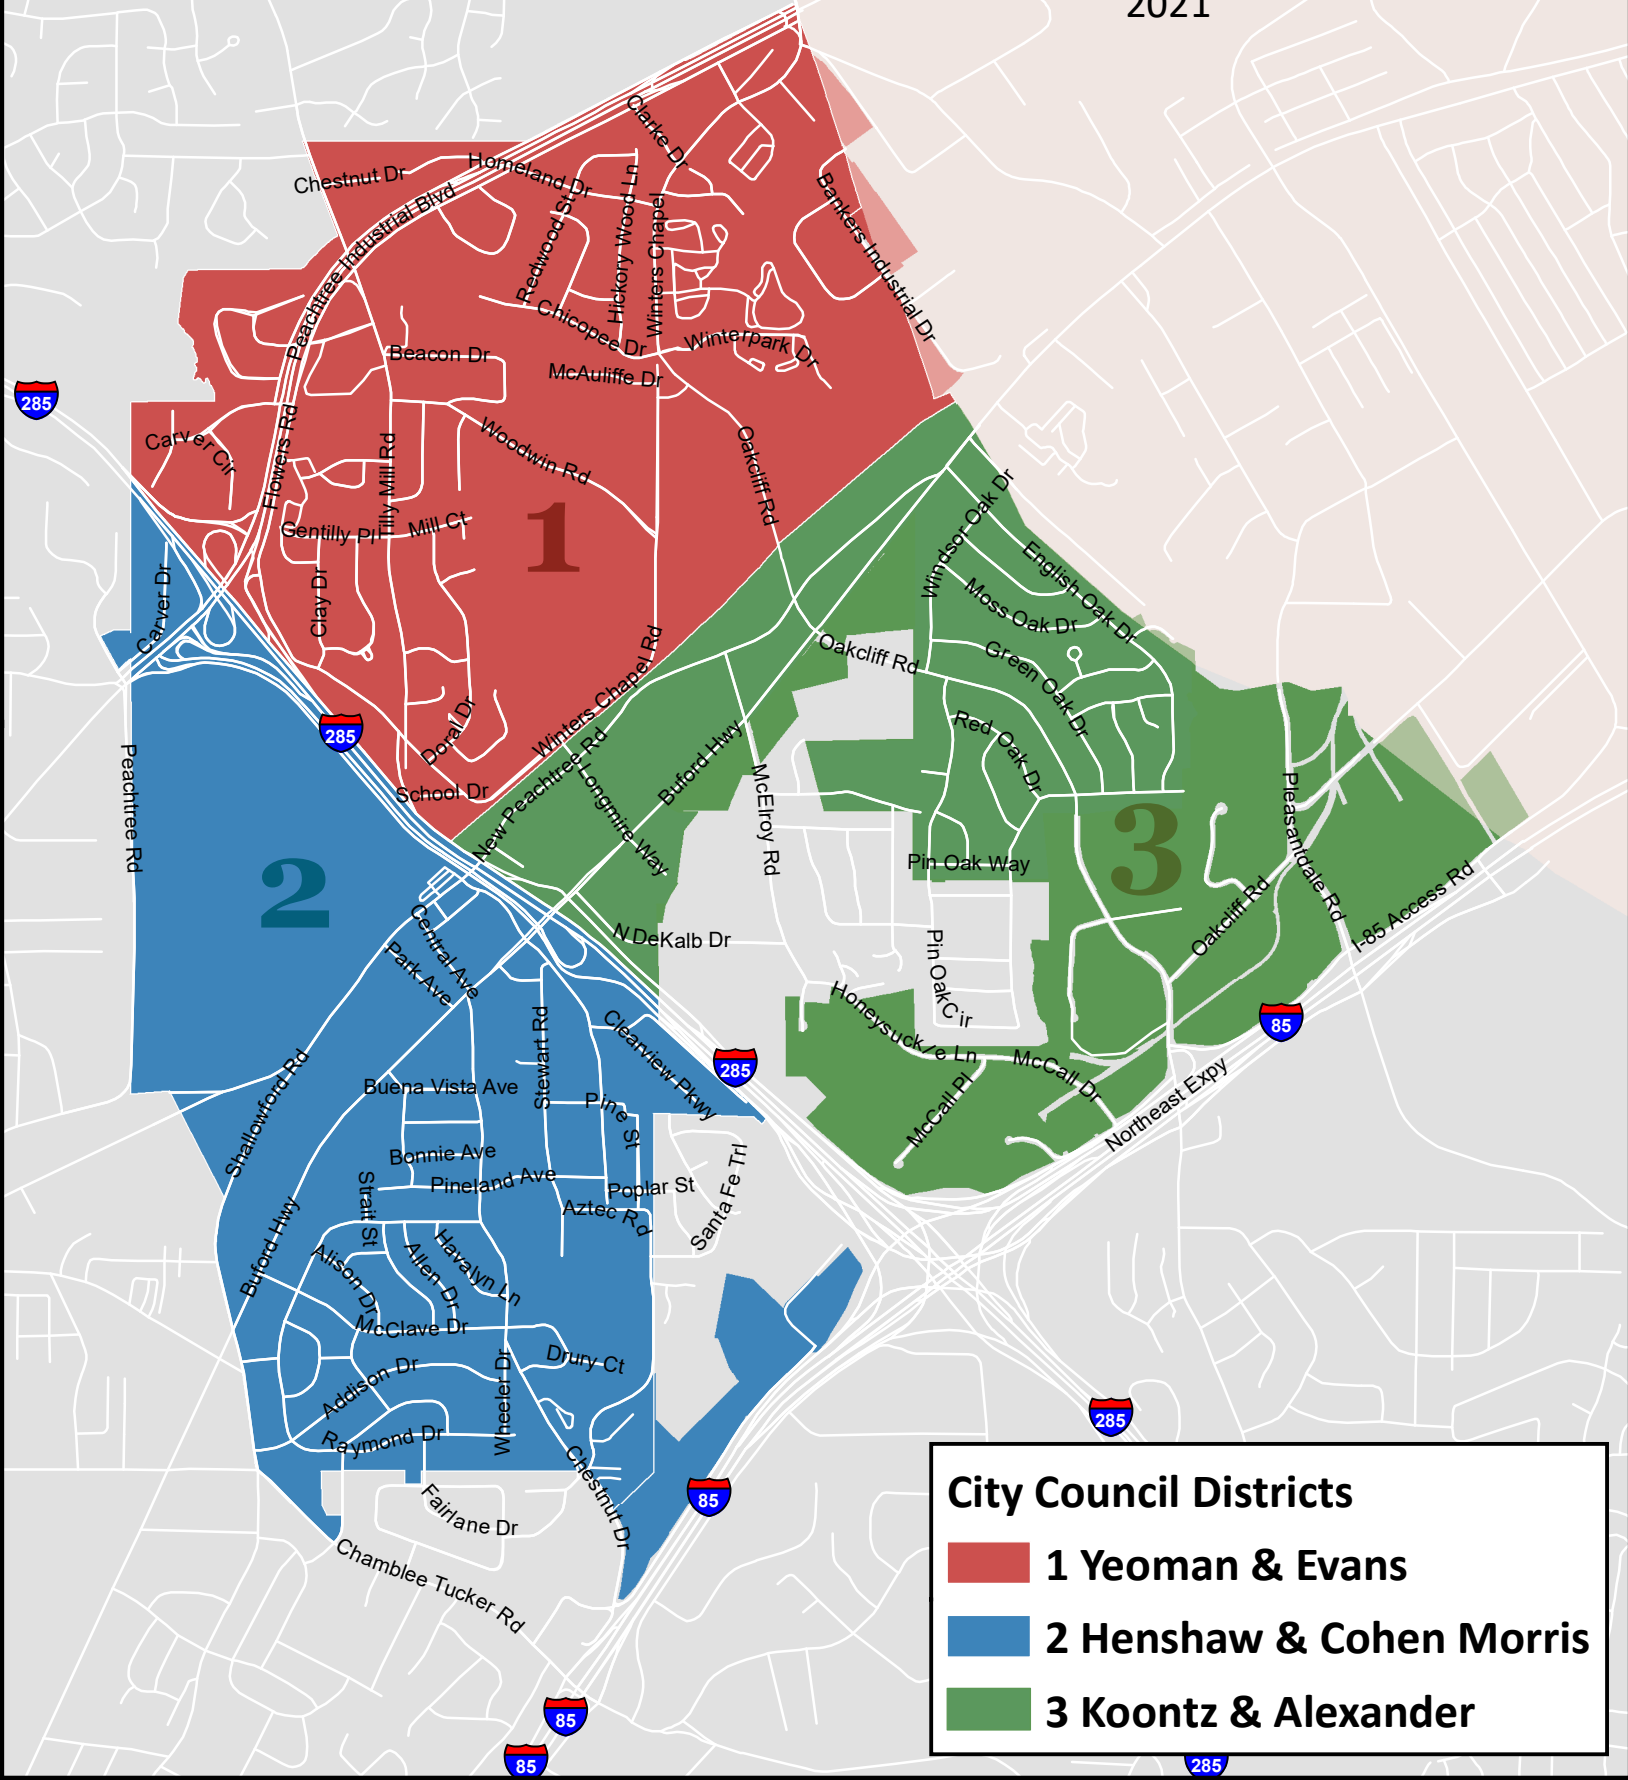 2021
Clarke Dr
Homeland Dr
Chestnut Dr
Peachtree Industrial Blvd
Redwood St
Hickory Wood Ln
Winters Chapel
Bankers Industrial Dr
Chicopee Dr
Winterpark Dr
Beacon Dr
McAuliffe Dr
285
Carver Cir
Flowers Rd
Tilly Mill Rd
Woodwin Rd
Oakcliff Rd
1
Gentilly Pl
Mill Ct
Windsor Oak Dr
English Oak Dr
Carver Dr
Clay Dr
Moss Oak Dr
Winters Chapel Rd
Oakcliff Rd
Green Oak Dr
285
Doral Dr
Red Oak Dr
Peachtree Rd
School Dr
New Peachtree Rd
Longmire Way
Buford Hwy
McElroy Rd
Pleasantdale Rd
2
3
Pin Oak Way
Central Ave
Park Ave
N DeKalb Dr
Pin Oak Cir
Oakcliff Rd
I-85 Access Rd
Honeysuckle Ln
85
Shallowford Rd
Stewart Rd
Clearview Pkwy
285
McCall Dr
McCall Pl
Northeast Expy
Buena Vista Ave
Pine St
Bonnie Ave
Pineland Ave
Poplar St
Santa Fe Trl
Strait St
Aztec Rd
Buford Hwy
Alison Dr
Allen Dr
Havalyn Ln
McClave Dr
Addison Dr
Wheeler Dr
Drury Ct
Raymond Dr
Chestnut Dr
285
85
Fairlane Dr
Chamblee Tucker Rd
City Council Districts
1 Yeoman & Evans
2 Henshaw & Cohen Morris
3 Koontz & Alexander
85
85
285